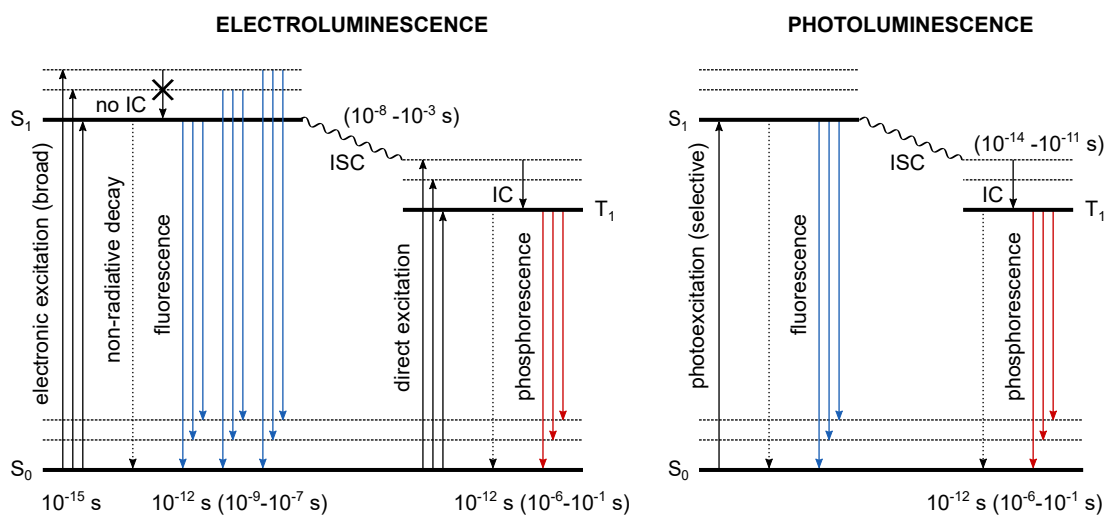 ELECTROLUMINESCENCE
PHOTOLUMINESCENCE
no IC
S₁
(10⁻⁸ -10⁻³ s)
ISC
IC
T₁
electronic excitation (broad)
non-radiative decay
fluorescence
direct excitation
phosphorescence
S₀
10⁻¹⁵ s
10⁻¹² s (10⁻⁹-10⁻⁷ s)
10⁻¹² s (10⁻⁶-10⁻¹ s)
S₁
(10⁻¹⁴ -10⁻¹¹ s)
ISC
IC
T₁
photoexcitation (selective)
fluorescence
phosphorescence
S₀
10⁻¹² s (10⁻⁶-10⁻¹ s)